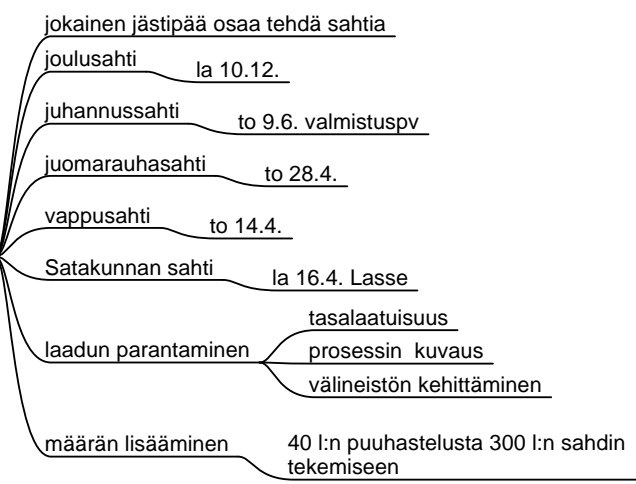 jokainen jästipää osaa tehdä sahtia
joulusahti
la 10.12.
juhannussahti
to 9.6. valmistuspv
juomarauhasahti
to 28.4.
vappusahti
to 14.4.
Satakunnan sahti
la 16.4. Lasse
laadun parantaminen
tasalaatuisuus
prosessin kuvaus
välineistön kehittäminen
määrän lisääminen
40 l:n puuhastelusta 300 l:n sahdin
tekemiseen